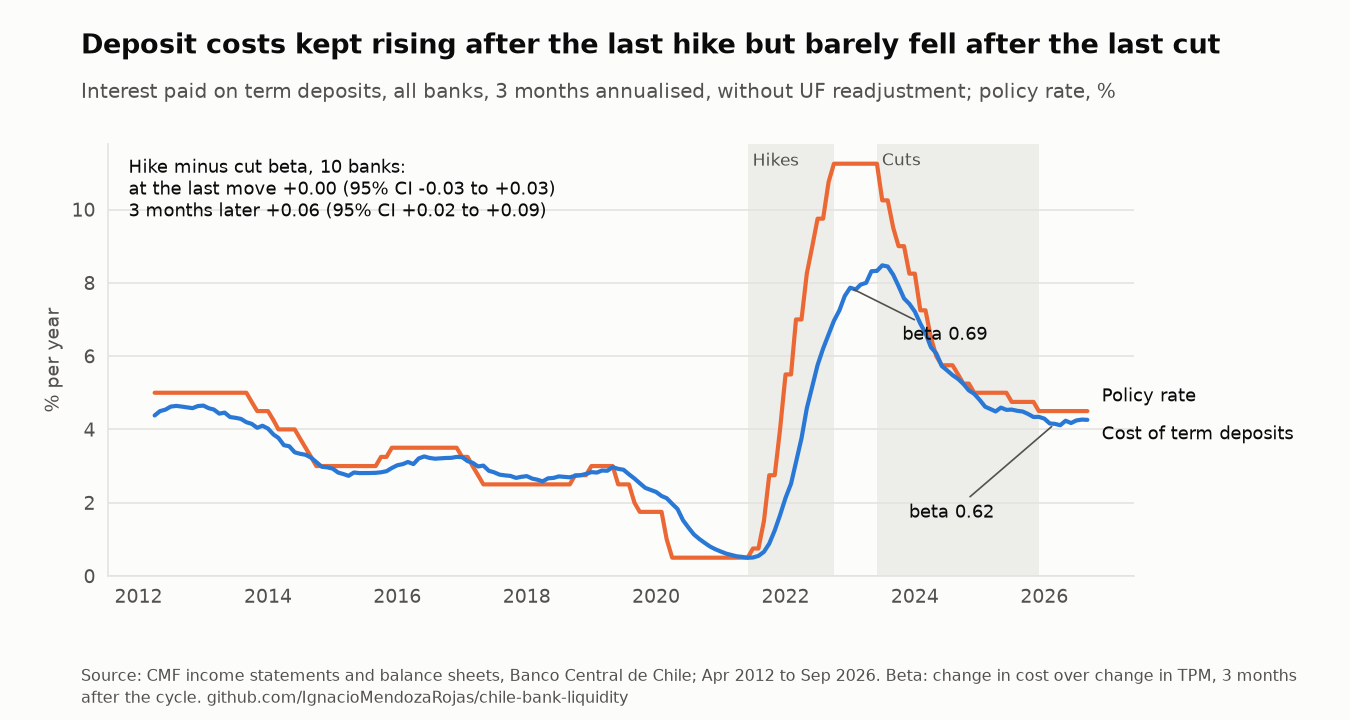 Deposit costs kept rising after the last hike but barely fell after the last cut
Interest paid on term deposits, all banks, 3 months annualised, without UF readjustment; policy rate, %
Hike minus cut beta, 10 banks:
at the last move +0.00 (95% CI -0.03 to +0.03)
3 months later +0.06 (95% CI +0.02 to +0.09)
Hikes
Cuts
% per year
10
8
6
4
2
0
beta 0.69
beta 0.62
Policy rate
Cost of term deposits
2012
2014
2016
2018
2020
2022
2024
2026
Source: CMF income statements and balance sheets, Banco Central de Chile; Apr 2012 to Sep 2026. Beta: change in cost over change in TPM, 3 months
after the cycle. github.com/IgnacioMendozaRojas/chile-bank-liquidity